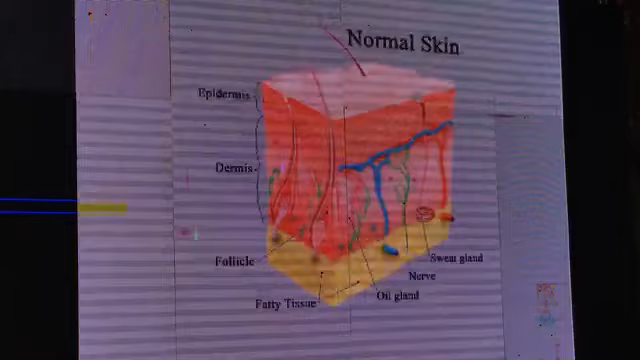 Normal Skin
Epidermis
Dermis
Follicle
Sweat gland
Nerve
Oil gland
Fatty Tissue